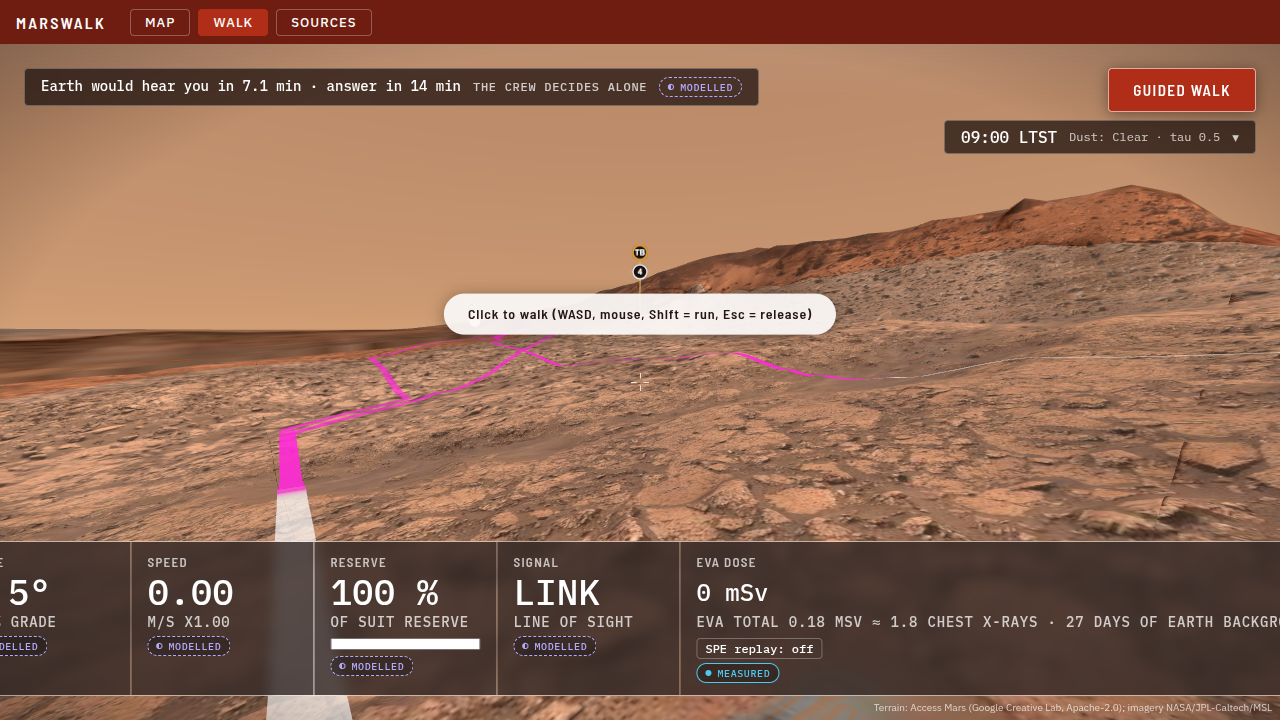 MARSWALK MAP WALK SOURCES
Earth would hear you in 7.1 min · answer in 14 min THE CREW DECIDES ALONE ◐ MODELLED
GUIDED WALK
09:00 LTST Dust: Clear · tau 0.5 ▼
TB
4
Click to walk (WASD, mouse, Shift = run, Esc = release)
5°
GRADE
SPEED
0.00
M/S X1.00
◐ MODELLED
RESERVE
100 %
OF SUIT RESERVE
◐ MODELLED
SIGNAL
LINK
LINE OF SIGHT
◐ MODELLED
EVA DOSE
0 mSv
EVA TOTAL 0.18 MSV ≈ 1.8 CHEST X-RAYS · 27 DAYS OF EARTH
SPE replay: off
● MEASURED
Terrain: Access Mars (Google Creative Lab, Apache-2.0); imagery NASA/JPL-Caltech/MSL